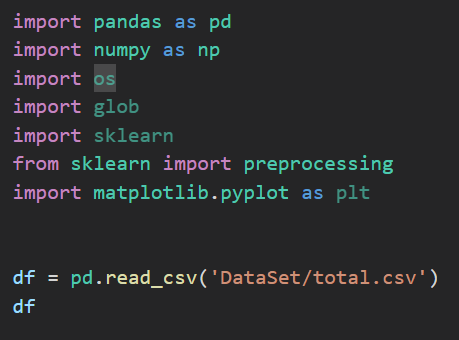 import pandas as pd
import numpy as np
import os
import glob
import sklearn
from sklearn import preprocessing
import matplotlib.pyplot as plt
df = pd.read_csv('DataSet/total.csv')
df